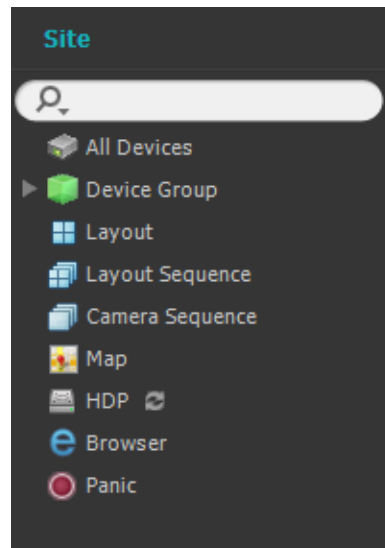 Site
All Devices
Device Group
Layout
Layout Sequence
Camera Sequence
Map
HDP
Browser
Panic